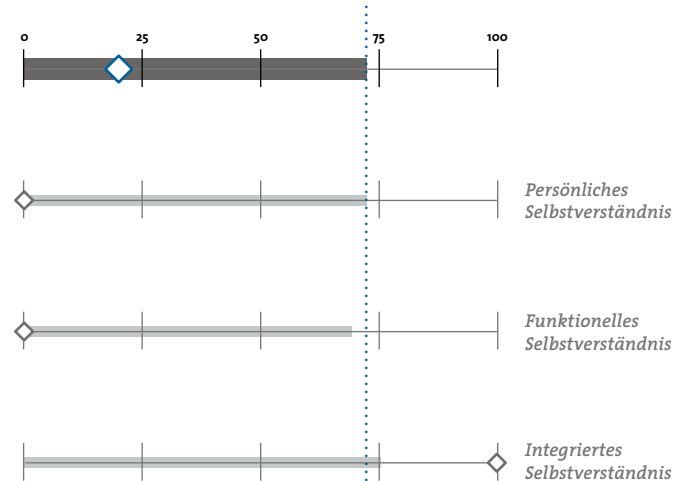 0 25 50 75 100
Persönliches
Selbstverständnis
Funktionelles
Selbstverständnis
Integriertes
Selbstverständnis